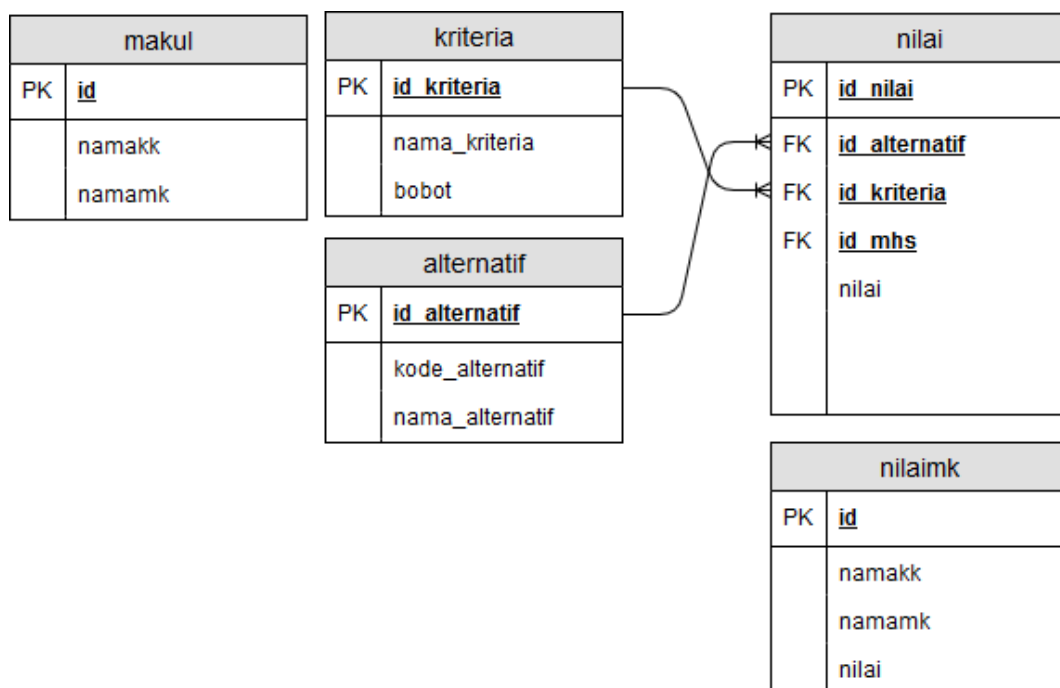 makul
PK id
namakk
namamk
kriteria
PK id_kriteria
nama_kriteria
bobot
alternatif
PK id_alternatif
kode_alternatif
nama_alternatif
nilai
PK id_nilai
FK id_alternatif
FK id_kriteria
FK id_mhs
nilai
nilaimk
PK id
namakk
namamk
nilai